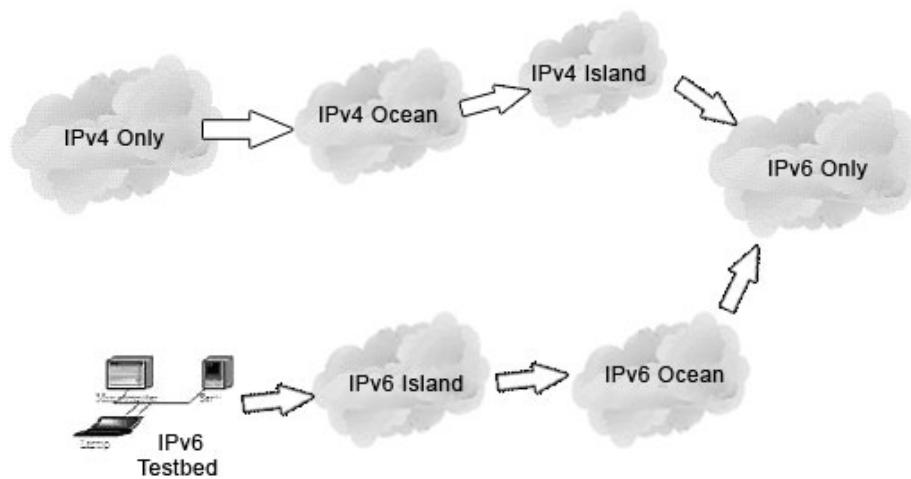 IPv4 Only
IPv4 Ocean
IPv4 Island
IPv6 Only
IPv6 Island
IPv6 Ocean
IPv6
Testbed